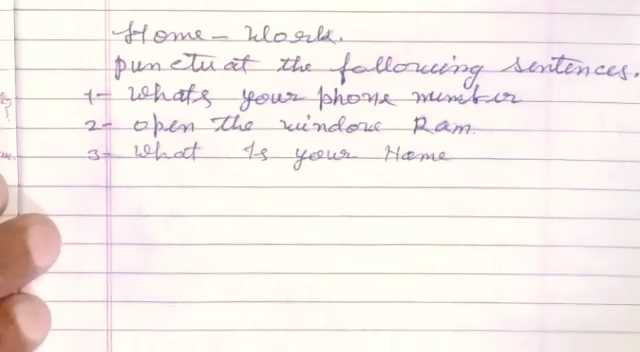 Home - Work.
punctuat the following sentences.
1- whats your phone number
2- open the window Ram.
3- what Is your Home